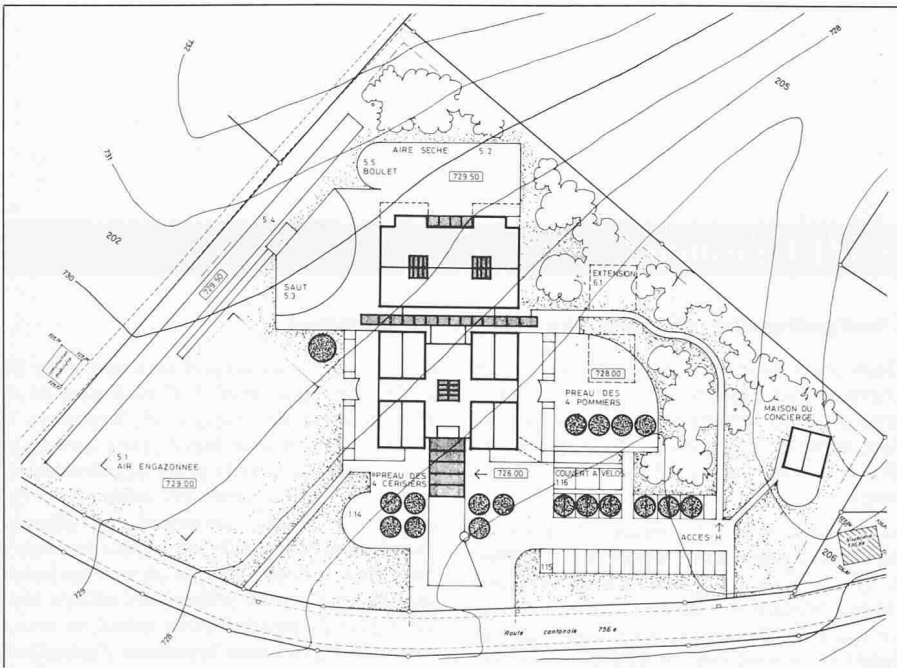 732
728
205
AIRE SECHE 5.2
5.5
BOULET
729.50
731
202
5.4
729.50
730
SAUT
5.3
EXTENSION
6.1
728.00
PREAU DES
4 POMMIERS
MAISON DU
CONCIERGE
5.1
AIR ENGAZONNEE
729.00
PREAU DES
4 CERISIERS
726.00
COUVERT A VELOS
1.16
1.14
ACCES H
1.15
206
729
728
Route cantonale 756 e